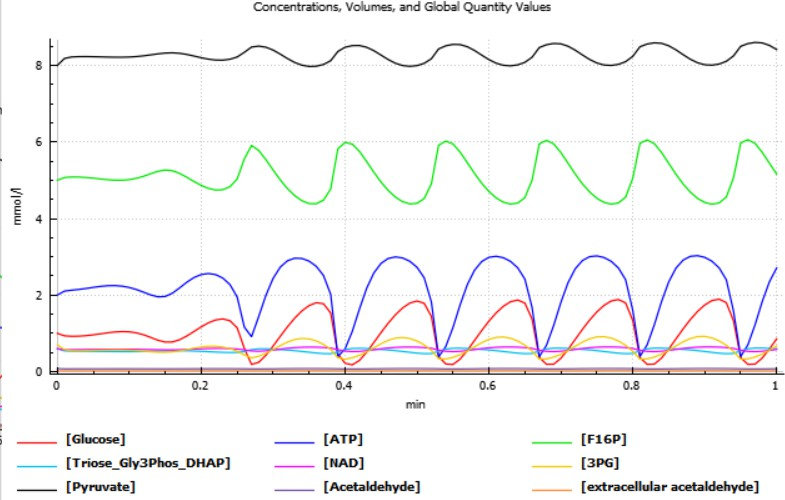 Concentrations, Volumes, and Global Quantity Values
8
6
mmol/l
4
2
0
0 0.2 0.4 0.6 0.8 1
min
[Glucose] [ATP] [F16P]
[Triose_Gly3Phos_DHAP] [NAD] [3PG]
[Pyruvate] [Acetaldehyde] [extracellular acetaldehyde]